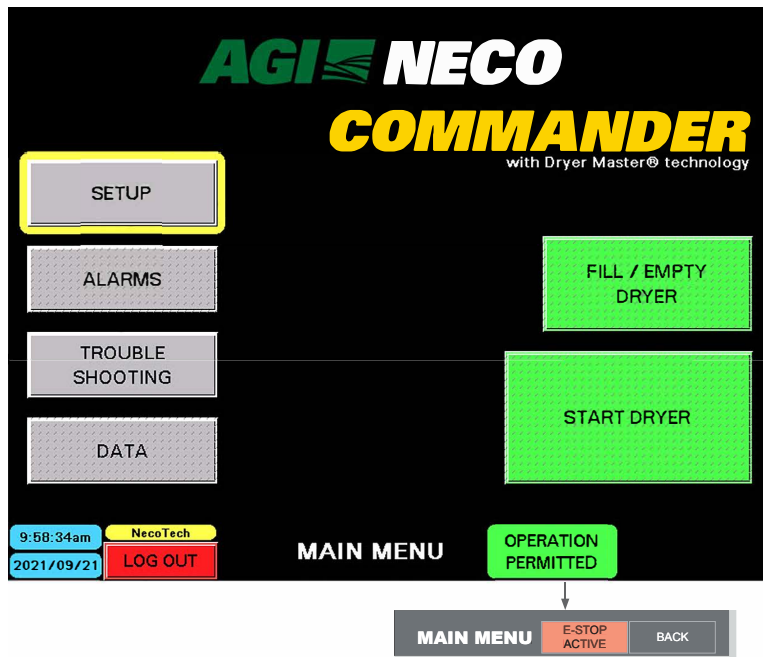 AGI NECO
COMMANDER
with Dryer Master® technology
SETUP
ALARMS
TROUBLE
SHOOTING
DATA
FILL / EMPTY
DRYER
START DRYER
9:58:34am
2021/09/21
NecoTech
LOG OUT
MAIN MENU
OPERATION
PERMITTED
MAIN MENU
E-STOP
ACTIVE
BACK